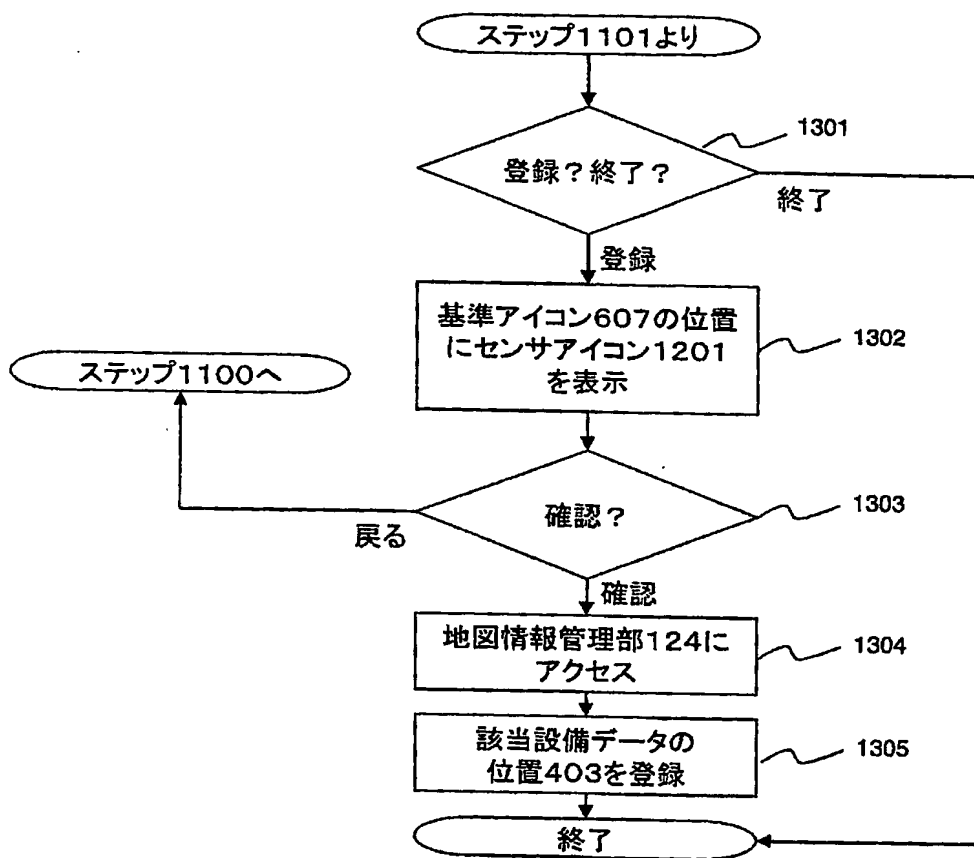 ステップ1101より
1301
登録？終了？
終了
登録
基準アイコン607の位置
にセンサアイコン1201
を表示
1302
ステップ1100へ
確認？
1303
戻る
確認
地図情報管理部124に
アクセス
1304
該当設備データの
位置403を登録
1305
終了